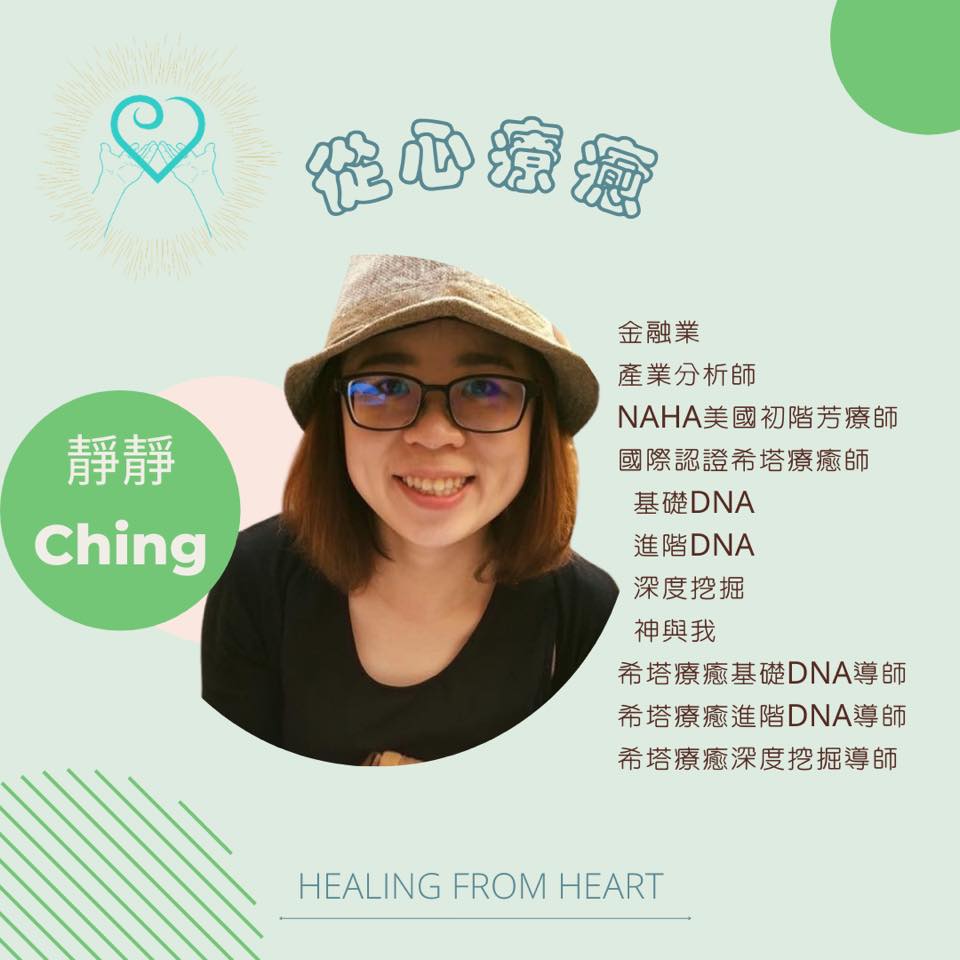 從心療癒
靜靜
Ching
金融業
產業分析師
NAHA美國初階芳療師
國際認證希塔療癒師
基礎DNA
進階DNA
深度挖掘
神與我
希塔療癒基礎DNA導師
希塔療癒進階DNA導師
希塔療癒深度挖掘導師
HEALING FROM HEART